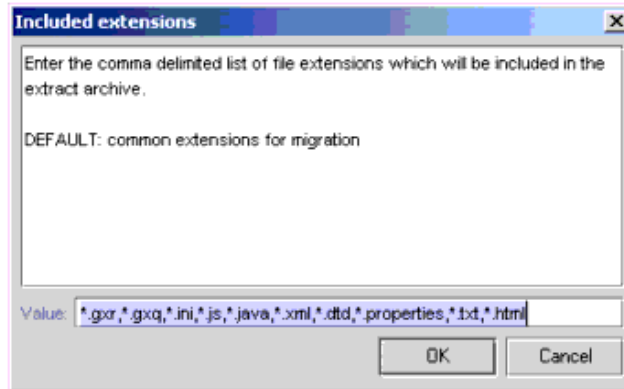 Included extensions
Enter the comma delimited list of file extensions which will be included in the
extract archive.
DEFAULT: common extensions for migration
Value: *.gxr,*.gxq,*.ini,*.js,*.java,*.xml,*.dtd,*.properties,*.txt,*.html
OK Cancel